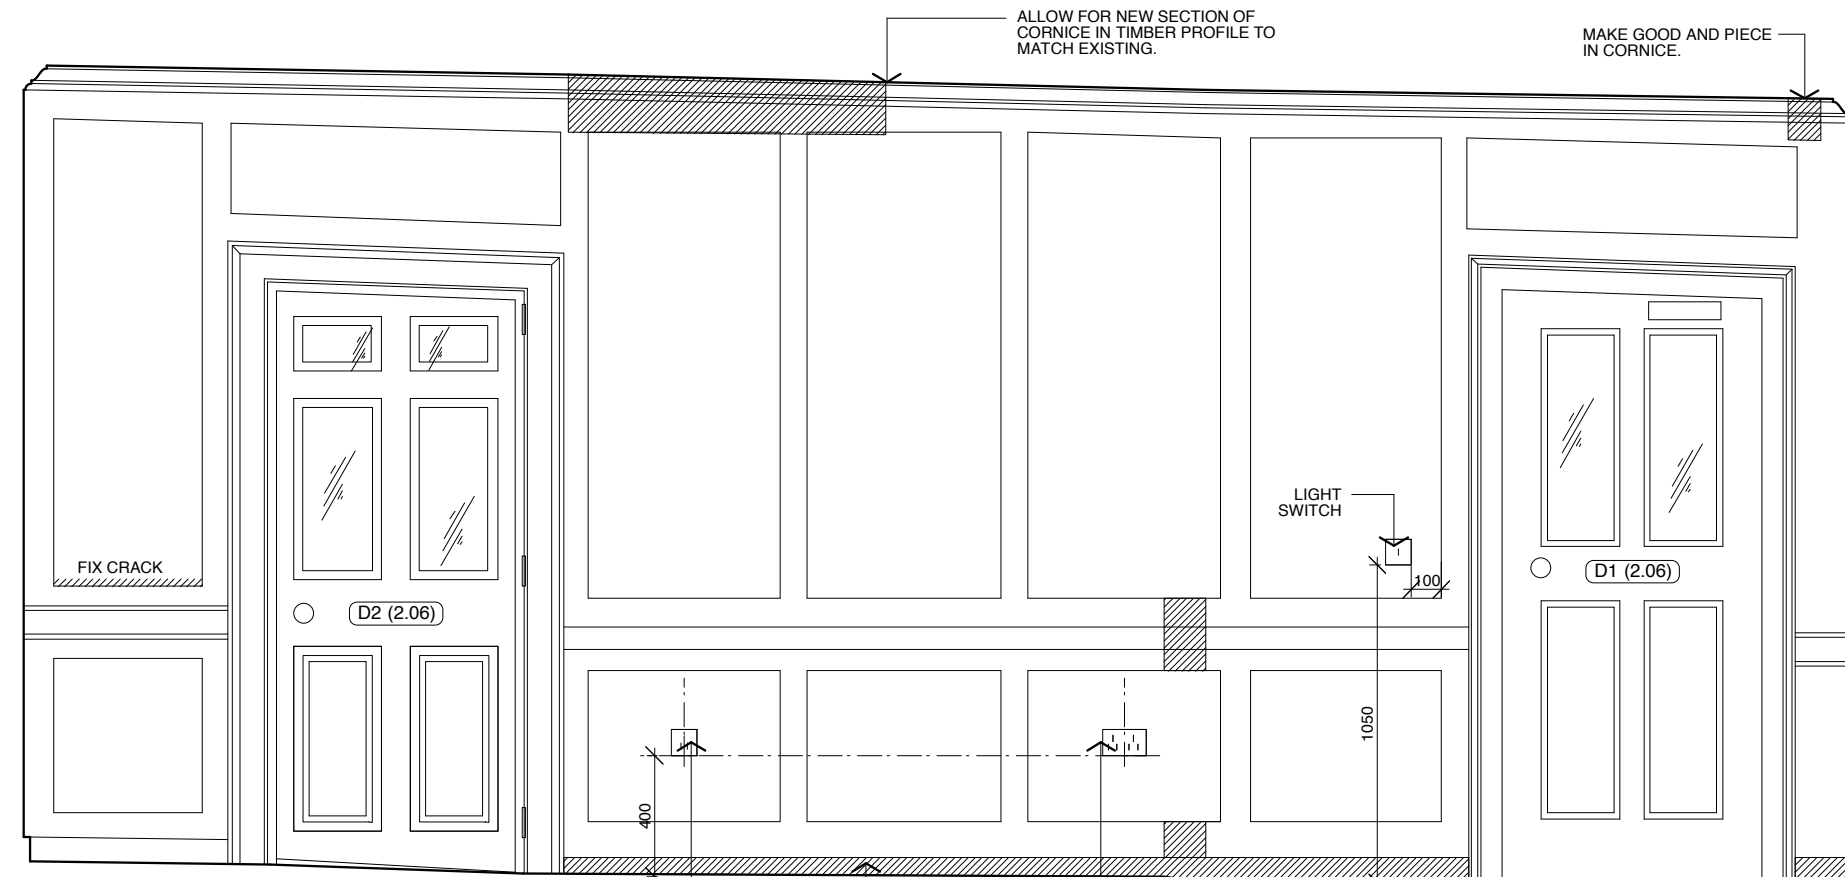 ALLOW FOR NEW SECTION OF
CORNICE IN TIMBER PROFILE TO
MATCH EXISTING.
MAKE GOOD AND PIECE
IN CORNICE.
LIGHT
SWITCH
FIX CRACK
100
D1 (2.06)
D2 (2.06)
1050
400